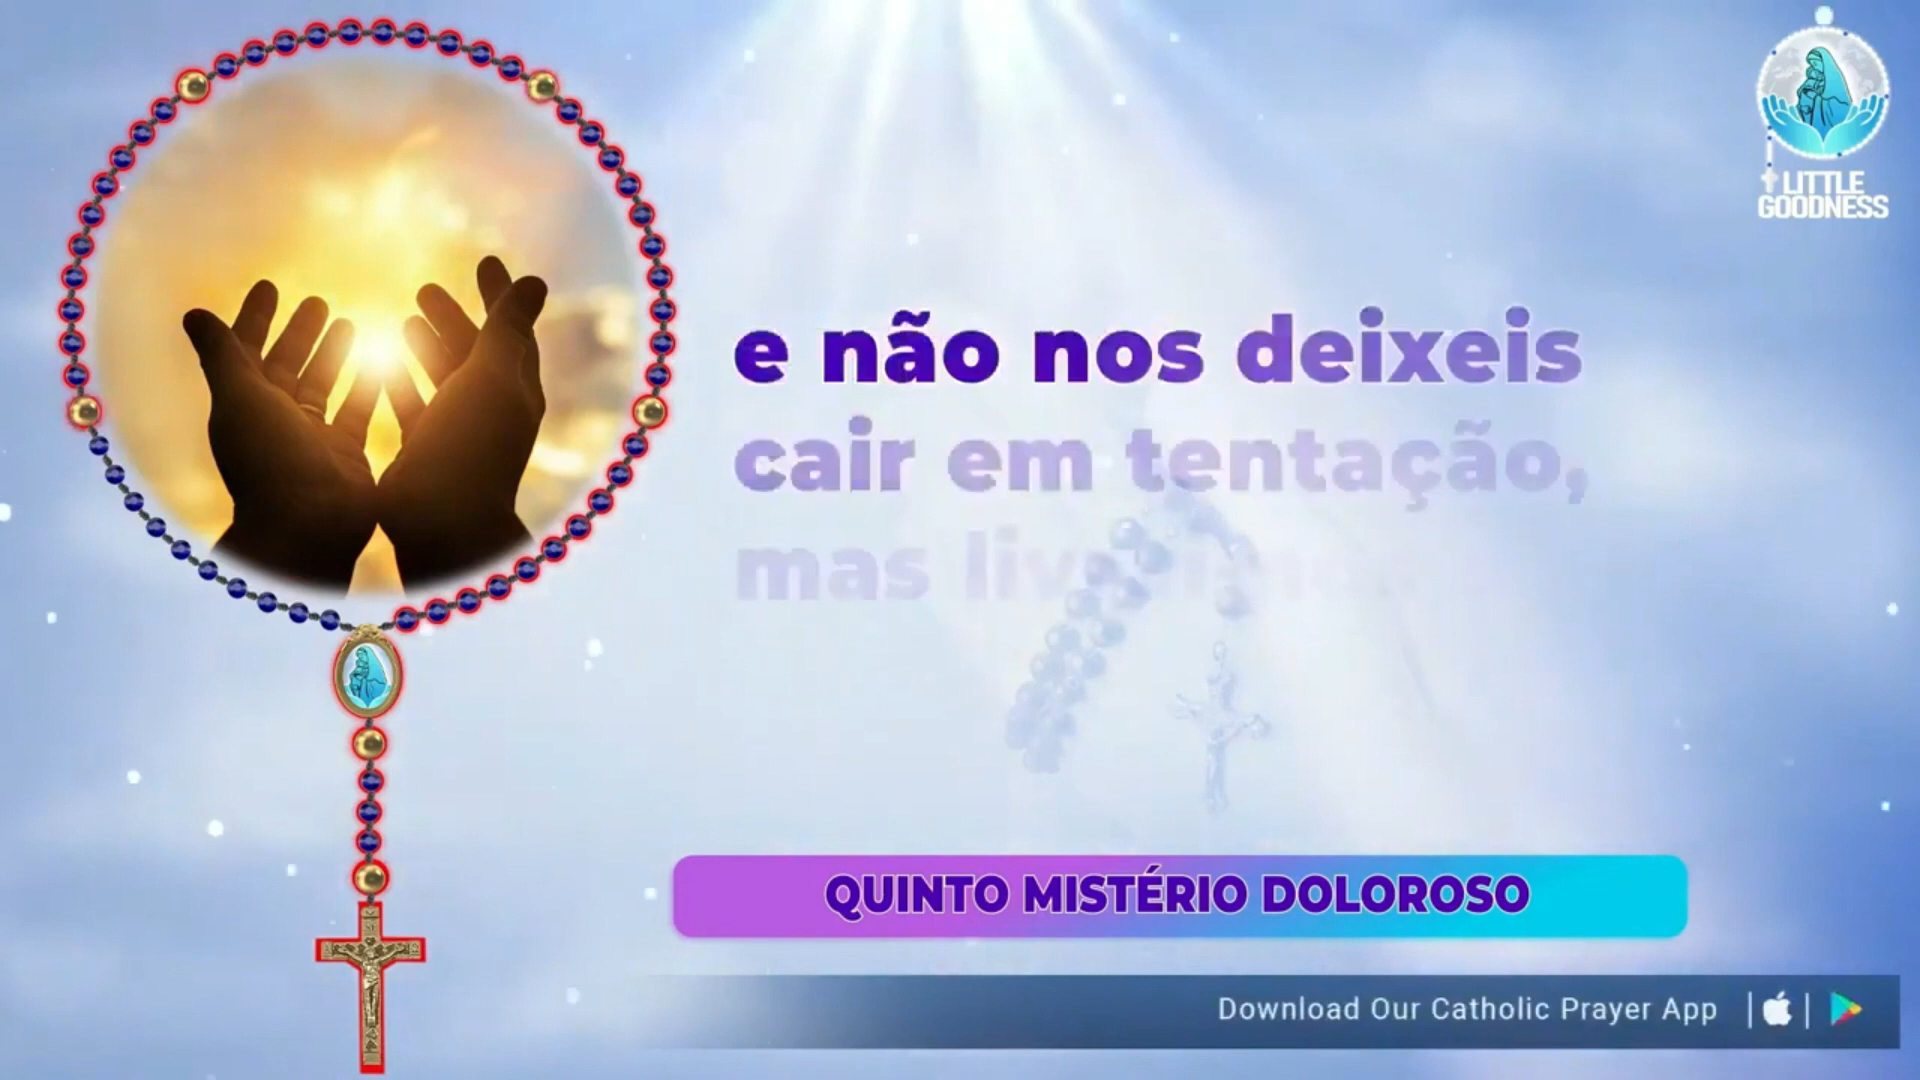 LITTLE
GOODNESS
e não nos deixeis
cair em tentação,
mas
QUINTO MISTÉRIO DOLOROSO
Download Our Catholic Prayer App